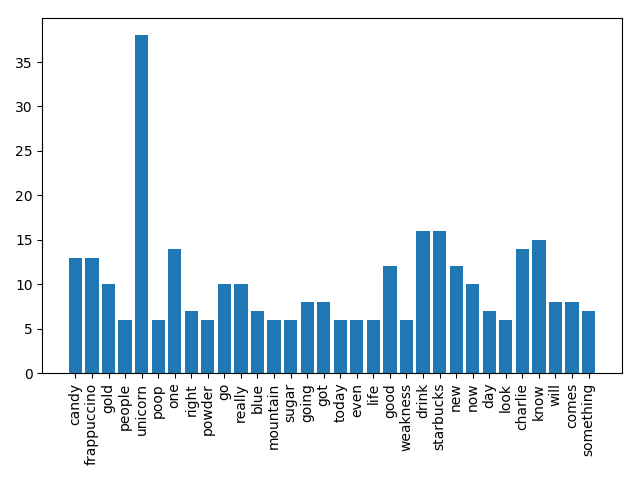 35
30
25
20
15
10
5
0
candy
frappuccino
gold
people
unicorn
poop
one
right
powder
go
really
blue
mountain
sugar
going
got
today
even
life
good
weakness
drink
starbucks
new
now
day
look
charlie
know
will
comes
something